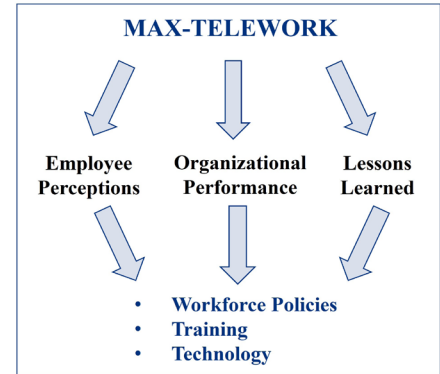 MAX-TELEWORK
Employee Perceptions
Organizational Performance
Lessons Learned
• Workforce Policies
• Training
• Technology